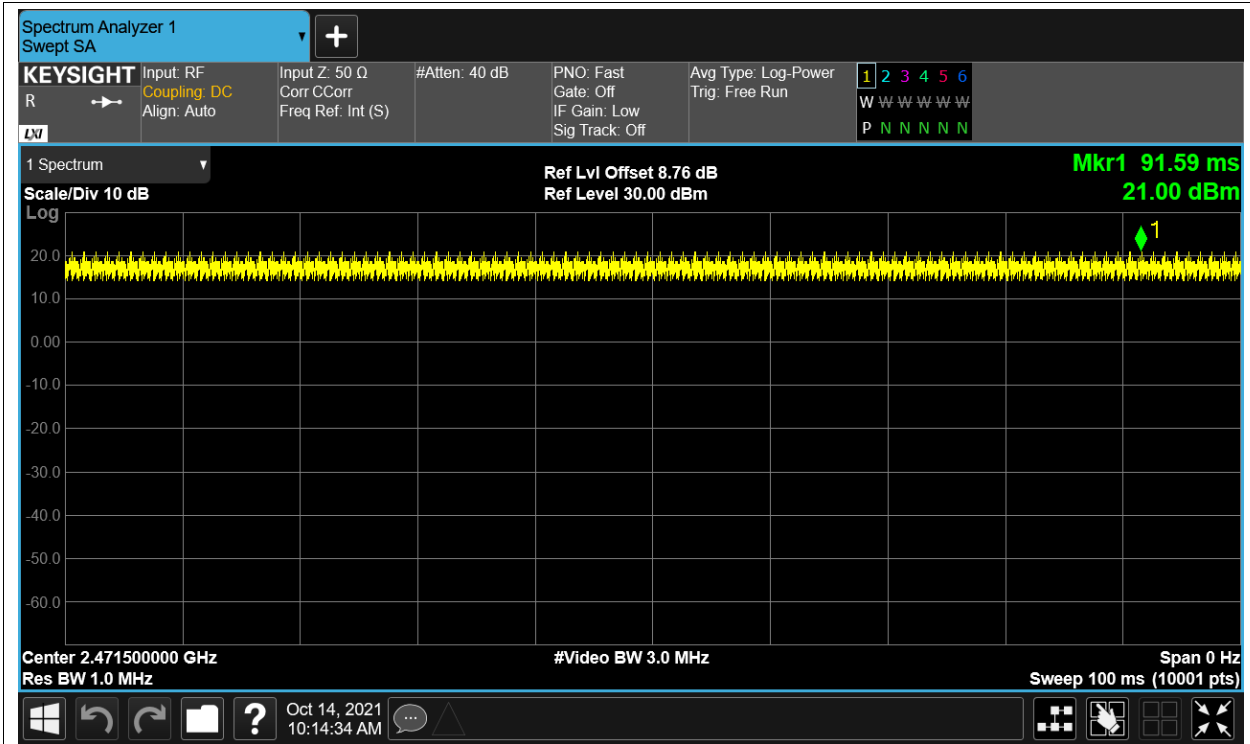 Spectrum Analyzer 1
Swept SA
KEYSIGHT
R
LXI
Input: RF
Coupling: DC
Align: Auto
Input Z: 50 Ω
Corr CCorr
Freq Ref: Int (S)
#Atten: 40 dB
PNO: Fast
Gate: Off
IF Gain: Low
Sig Track: Off
Avg Type: Log-Power
Trig: Free Run
1 2 3 4 5 6
W W W W W W
P N N N N N
1 Spectrum
Scale/Div 10 dB
Log
Ref Lvl Offset 8.76 dB
Ref Level 30.00 dBm
Mkr1 91.59 ms
21.00 dBm
1
20.0
10.0
0.00
-10.0
-20.0
-30.0
-40.0
-50.0
-60.0
Center 2.471500000 GHz
Res BW 1.0 MHz
#Video BW 3.0 MHz
Span 0 Hz
Sweep 100 ms (10001 pts)
?
Oct 14, 2021
10:14:34 AM